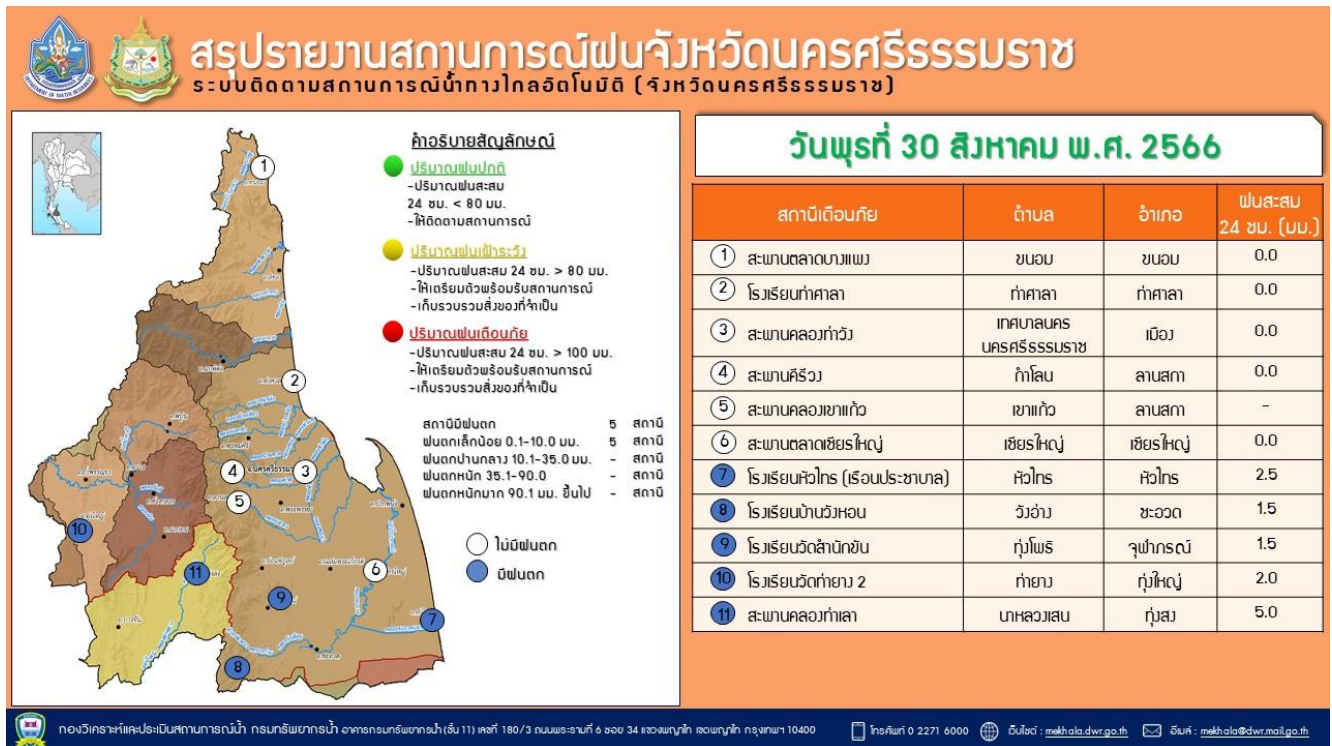 สรุปรายงานสถานการณ์ฝนจังหวัดนครศรีธรรมราช
ระบบติดตามสถานการณ์น้ำทางไกลอัตโนมัติ (จังหวัดนครศรีธรรมราช)
คำอธิบายสัญลักษณ์
ปริมาณฝนปกติ
-ปริมาณฝนสะสม
24 ชม. < 80 มม.
-ให้ติดตามสถานการณ์
ปริมาณฝนเฝ้าระวัง
-ปริมาณฝนสะสม 24 ชม. > 80 มม.
-ให้เตรียมตัวพร้อมรับสถานการณ์
-เก็บรวบรวมสิ่งของที่จำเป็น
ปริมาณฝนเตือนภัย
-ปริมาณฝนสะสม 24 ชม. > 100 มม.
-ให้เตรียมตัวพร้อมรับสถานการณ์
-เก็บรวบรวมสิ่งของที่จำเป็น
สถานีมีฝนตก 5 สถานี
ฝนตกเล็กน้อย 0.1-10.0 มม. 5 สถานี
ฝนตกปานกลาง 10.1-35.0 มม. - สถานี
ฝนตกหนัก 35.1-90.0 - สถานี
ฝนตกหนักมาก 90.1 มม. ขึ้นไป - สถานี
ไม่มีฝนตก
มีฝนตก
1
2
4
3
5
10
11
6
9
7
8
วันพุธที่ 30 สิงหาคม พ.ศ. 2566
สถานีเตือนภัย ตำบล อำเภอ ฝนสะสม
24 ชม. (มม.)
1 สะพานตลาดบางแพง ขนอม ขนอม 0.0
2 โรงเรียนท่าศาลา ท่าศาลา ท่าศาลา 0.0
3 สะพานคลองท่าวัง เทศบาลนคร
นครศรีธรรมราช เมือง 0.0
4 สะพานคีรีวง กำโลน ลานสกา 0.0
5 สะพานคลองเขาแก้ว เขาแก้ว ลานสกา -
6 สะพานตลาดเชียรใหญ่ เชียรใหญ่ เชียรใหญ่ 0.0
7 โรงเรียนหัวไทร (เรือนประชาบาล) หัวไทร หัวไทร 2.5
8 โรงเรียนบ้านวังหอน วังอ่าง ชะอวด 1.5
9 โรงเรียนวัดสำนักขัน ทุ่งโพธิ จุฬาภรณ์ 1.5
10 โรงเรียนวัดท่ายาง 2 ท่ายาง ทุ่งใหญ่ 2.0
11 สะพานคลองท่าเลา นาหลวงเสน ทุ่งสง 5.0
กองวิเคราะห์และประเมินสถานการณ์น้ำ กรมทรัพยากรน้ำ อาคารกรมทรัพยากรน้ำ (ชั้น 11) เลขที่ 180/3 ถนนพระรามที่ 6 ซอย 34 แขวงพญาไท เขตพญาไท กรุงเทพฯ 10400 โทรศัพท์ 0 2271 6000 เว็บไซต์ : mekhala.dwr.go.th อีเมล์ : mekhala@dwr.mail.go.th